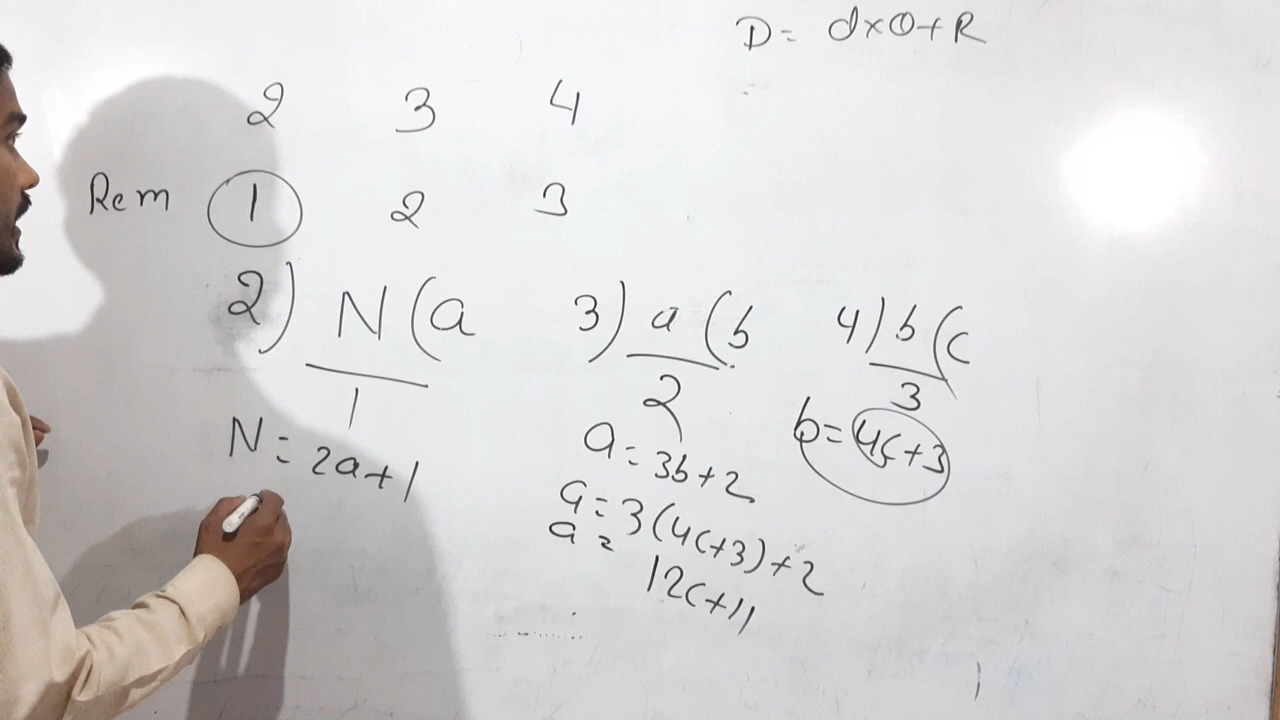 D = d×Q+R
2 3 4
Rem 1 2 3
2) N (a 3) a (b 4) b (c
1 2 3
N = 2a+1 a = 3b+2 b = 4c+3
a = 3(4c+3)+2
a = 12c+11